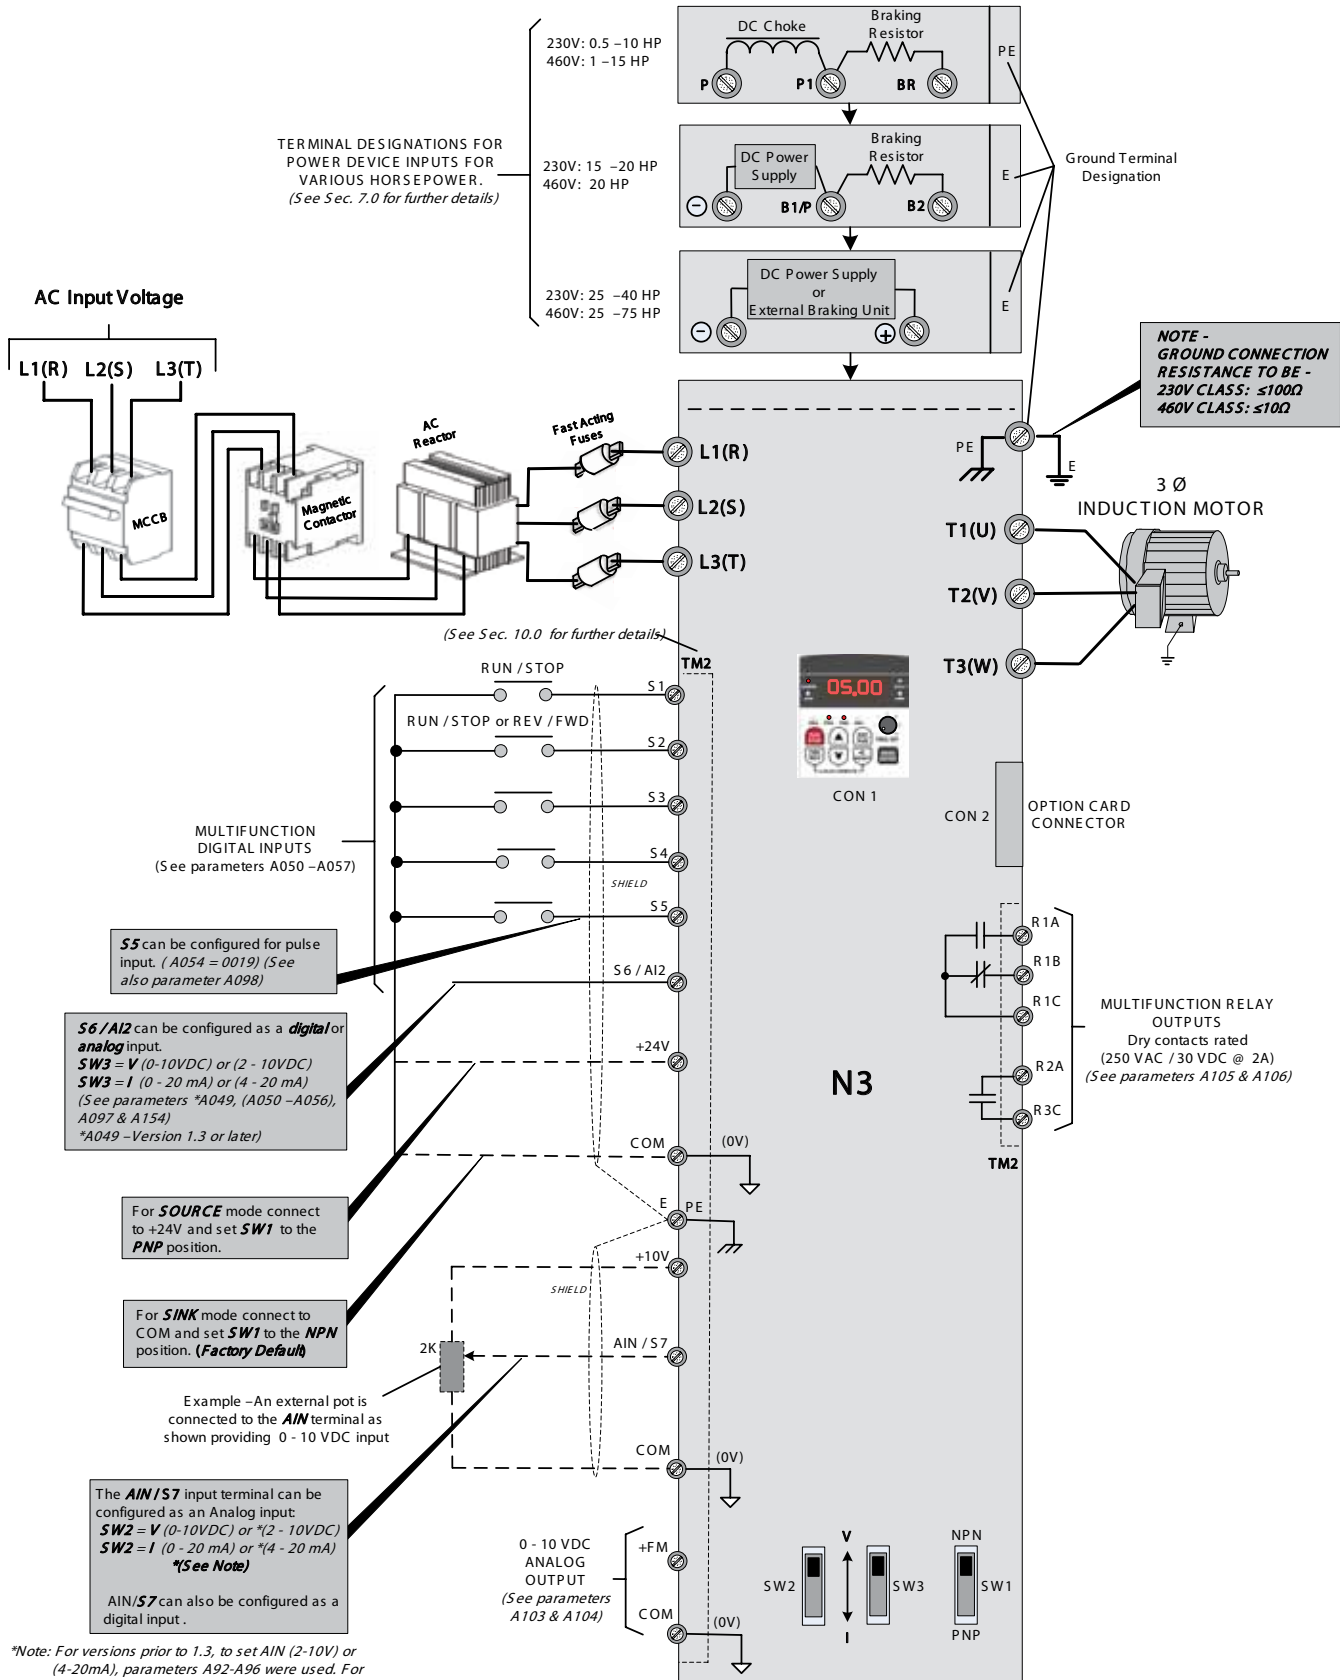 DC Choke
Braking
Resistor
230V: 0.5 –10 HP
460V: 1 –15 HP
PE
P
P1
BR
TERMINAL DESIGNATIONS FOR
POWER DEVICE INPUTS FOR
VARIOUS HORSEPOWER.
(See Sec. 7.0 for further details)
230V: 15 –20 HP
460V: 20 HP
DC Power
Supply
Braking
Resistor
E
–
B1/P
B2
Ground Terminal
Designation
230V: 25 –40 HP
460V: 25 –75 HP
DC Power Supply
or
External Braking Unit
E
–
+
AC Input Voltage
L1(R) L2(S) L3(T)
NOTE -
GROUND CONNECTION
RESISTANCE TO BE -
230V CLASS: ≤100Ω
460V CLASS: ≤10Ω
MCCB
Magnetic
Contactor
AC
Reactor
Fast Acting
Fuses
L1(R)
L2(S)
L3(T)
PE
E
3 Ø
INDUCTION MOTOR
T1(U)
T2(V)
T3(W)
(See Sec. 10.0 for further details)
TM2
RUN / STOP
S1
RUN / STOP or REV / FWD
S2
S3
S4
SHIELD
S5
MULTIFUNCTION
DIGITAL INPUTS
(See parameters A050 –A057)
05.00
CON 1
CON 2
OPTION CARD
CONNECTOR
S5 can be configured for pulse
input. ( A054 = 0019) (See
also parameter A098)
S6 / AI2
S6 / AI2 can be configured as a digital or
analog input.
SW3 = V (0-10VDC) or (2 - 10VDC)
SW3 = I (0 - 20 mA) or (4 - 20 mA)
(See parameters *A049, (A050 –A056),
A097 & A154)
*A049 –Version 1.3 or later)
+24V
N3
R1A
R1B
R1C
R2A
R3C
TM2
MULTIFUNCTION RELAY
OUTPUTS
Dry contacts rated
(250 VAC / 30 VDC @ 2A)
(See parameters A105 & A106)
COM
(0V)
For SOURCE mode connect
to +24V and set SW1 to the
PNP position.
E
PE
+10V
SHIELD
For SINK mode connect to
COM and set SW1 to the NPN
position. (Factory Default)
2K
AIN / S7
Example –An external pot is
connected to the AIN terminal as
shown providing 0 - 10 VDC input
COM
(0V)
The AIN / S7 input terminal can be
configured as an Analog input:
SW2 = V (0-10VDC) or *(2 - 10VDC)
SW2 = I (0 - 20 mA) or *(4 - 20 mA)
*(See Note)
AIN/S7 can also be configured as a
digital input .
0 - 10 VDC
ANALOG
OUTPUT
(See parameters
A103 & A104)
+FM
COM
(0V)
SW2
V
I
SW3
NPN
SW1
PNP
*Note: For versions prior to 1.3, to set AIN (2-10V) or
(4-20mA), parameters A92-A96 were used. For